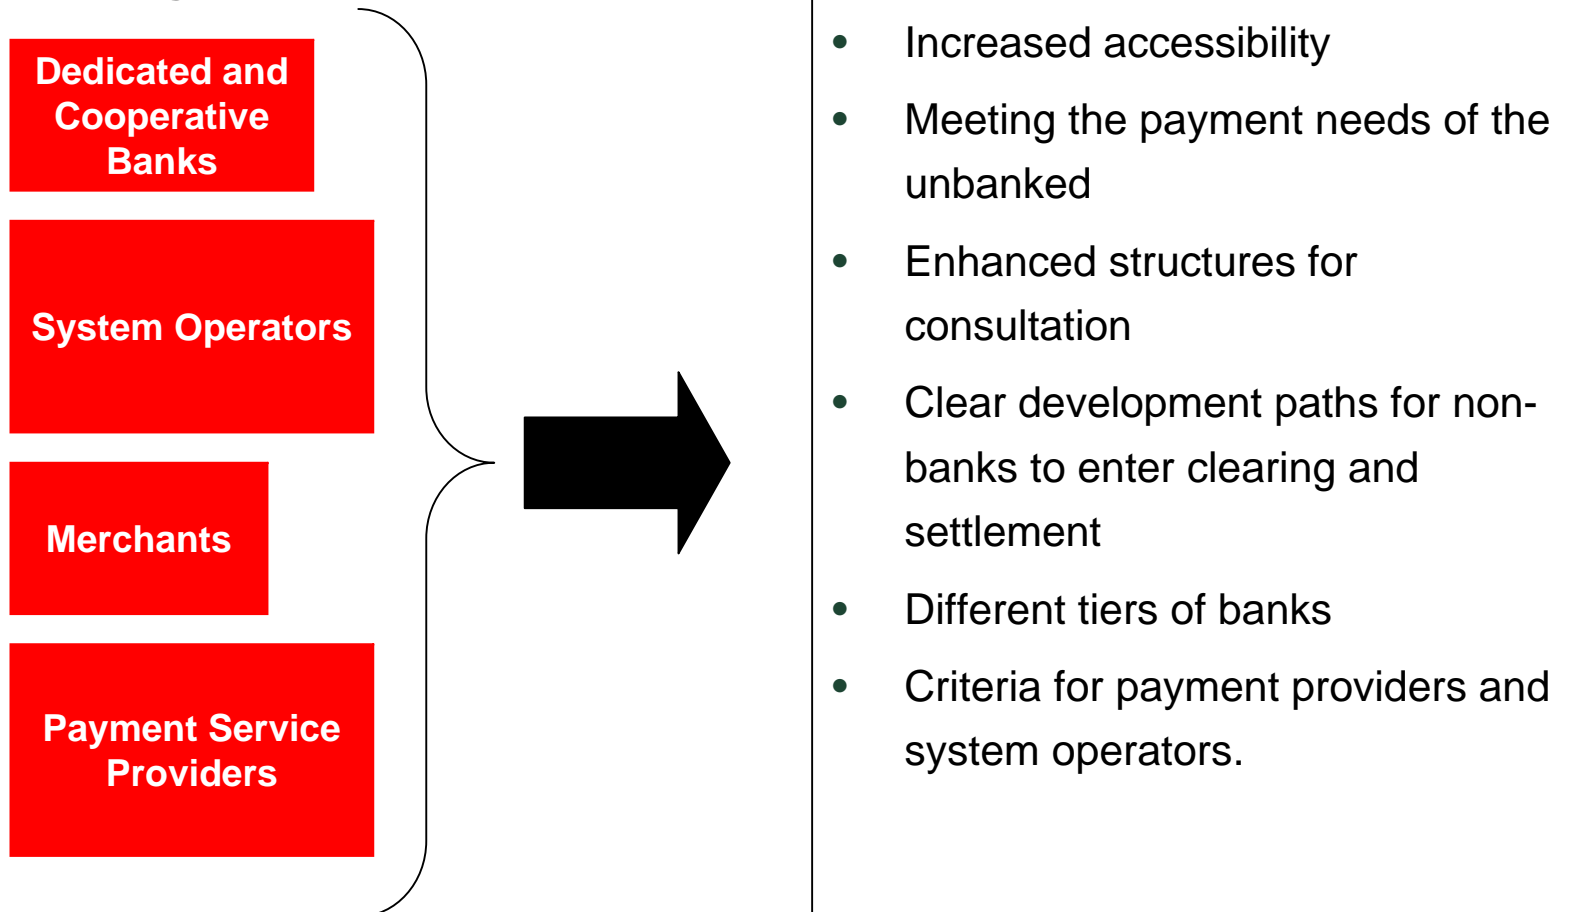 Dedicated and
Cooperative
Banks
System Operators
Merchants
Payment Service
Providers
• Increased accessibility
• Meeting the payment needs of the
unbanked
• Enhanced structures for
consultation
• Clear development paths for non-
banks to enter clearing and
settlement
• Different tiers of banks
• Criteria for payment providers and
system operators.